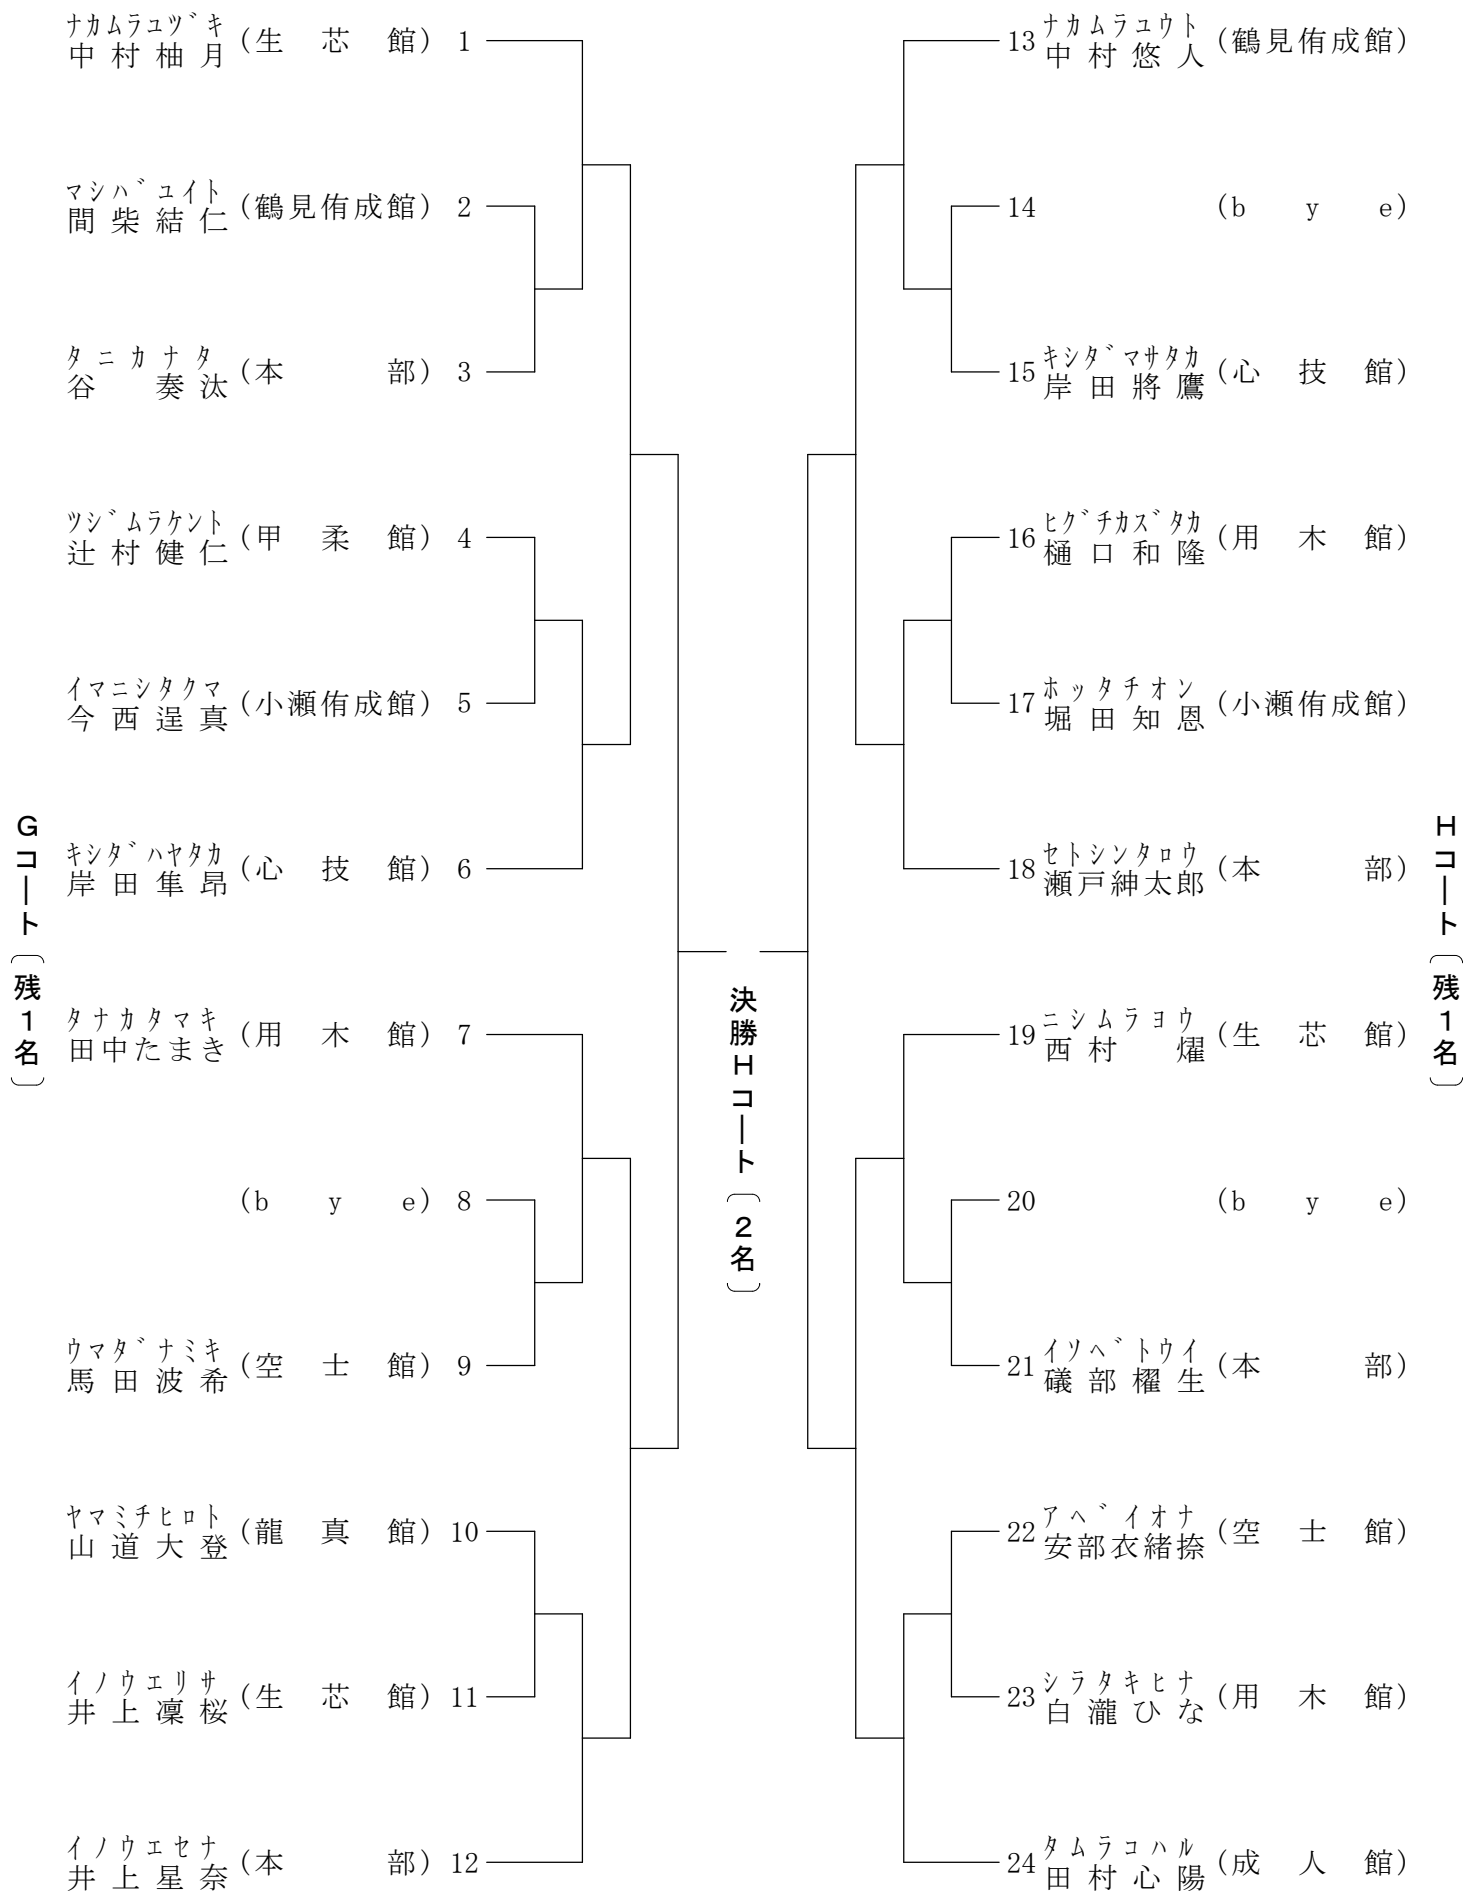 ナカムラユヅキ
中村柚月 (生芯館) 1
マシバユイト
間柴結仁 (鶴見侑成館) 2
タニカナタ
谷奏汰 (本部) 3
ツジムラケント
辻村健仁 (甲柔館) 4
イマニシタクマ
今西逞真 (小瀬侑成館) 5
キシダハヤタカ
岸田隼昂 (心技館) 6
タナカタマキ
田中たまき (用木館) 7
(bye) 8
ウマダナミキ
馬田波希 (空士館) 9
ヤマミチヒロト
山道大登 (龍真館) 10
イノウエリサ
井上凜桜 (生芯館) 11
イノウエセナ
井上星奈 (本部) 12
Gコート〔残1名〕
決勝Hコート〔2名〕
ナカムラユウト
13 中村悠人 (鶴見侑成館)
14 (bye)
キシダマサタカ
15 岸田將鷹 (心技館)
ヒグチカズタカ
16 樋口和隆 (用木館)
ホッタチオン
17 堀田知恩 (小瀬侑成館)
セトシンタロウ
18 瀬戸紳太郎 (本部)
ニシムラヨウ
19 西村燿 (生芯館)
20 (bye)
イソベトウイ
21 礒部櫂生 (本部)
アベイオナ
22 安部衣緒捺 (空士館)
シラタキヒナ
23 白瀧ひな (用木館)
タムラコハル
24 田村心陽 (成人館)
Hコート〔残1名〕